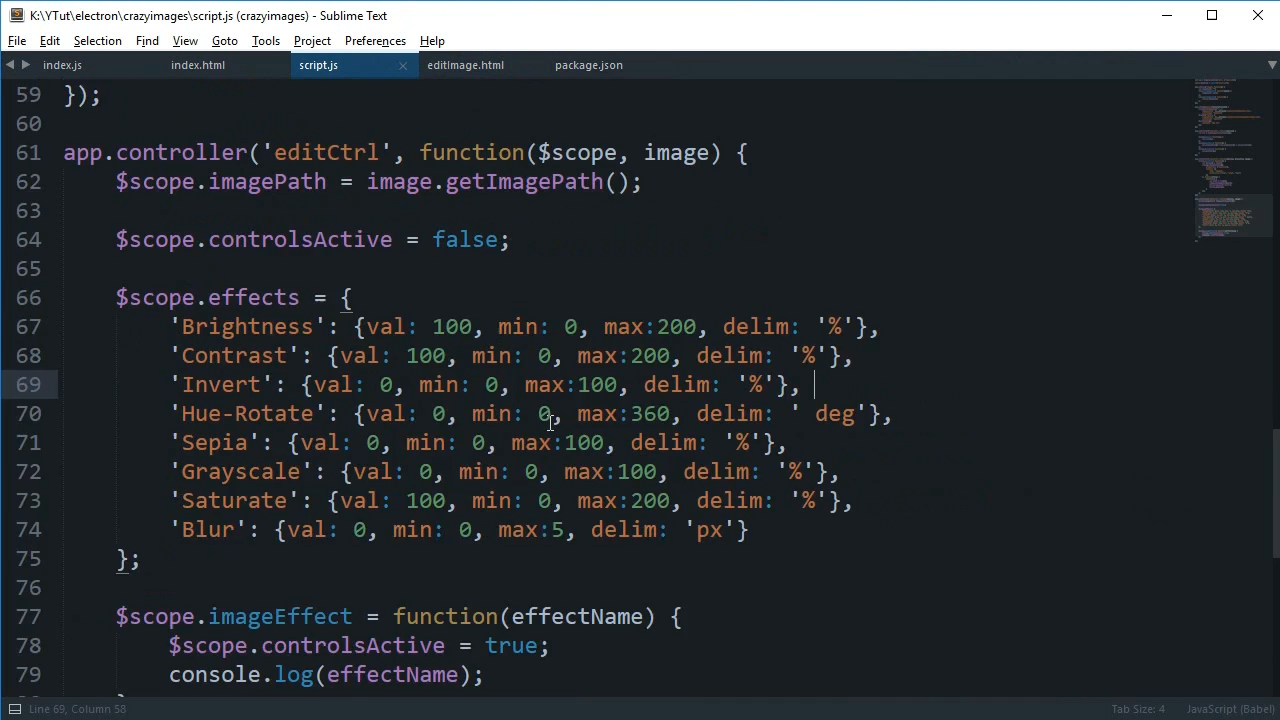 K:\YTut\electron\crazyimages\script.js (crazyimages) - Sublime Text
File Edit Selection Find View Goto Tools Project Preferences Help
index.js index.html script.js × editImage.html package.json
59 });
60
61 app.controller('editCtrl', function($scope, image) {
62 $scope.imagePath = image.getImagePath();
63
64 $scope.controlsActive = false;
65
66 $scope.effects = {
67 'Brightness': {val: 100, min: 0, max:200, delim: '%'},
68 'Contrast': {val: 100, min: 0, max:200, delim: '%'},
69 'Invert': {val: 0, min: 0, max:100, delim: '%'},
70 'Hue-Rotate': {val: 0, min: 0, max:360, delim: ' deg'},
71 'Sepia': {val: 0, min: 0, max:100, delim: '%'},
72 'Grayscale': {val: 0, min: 0, max:100, delim: '%'},
73 'Saturate': {val: 100, min: 0, max:200, delim: '%'},
74 'Blur': {val: 0, min: 0, max:5, delim: 'px'}
75 };
76
77 $scope.imageEffect = function(effectName) {
78 $scope.controlsActive = true;
79 console.log(effectName);
Line 69, Column 58 Tab Size: 4 JavaScript (Babel)